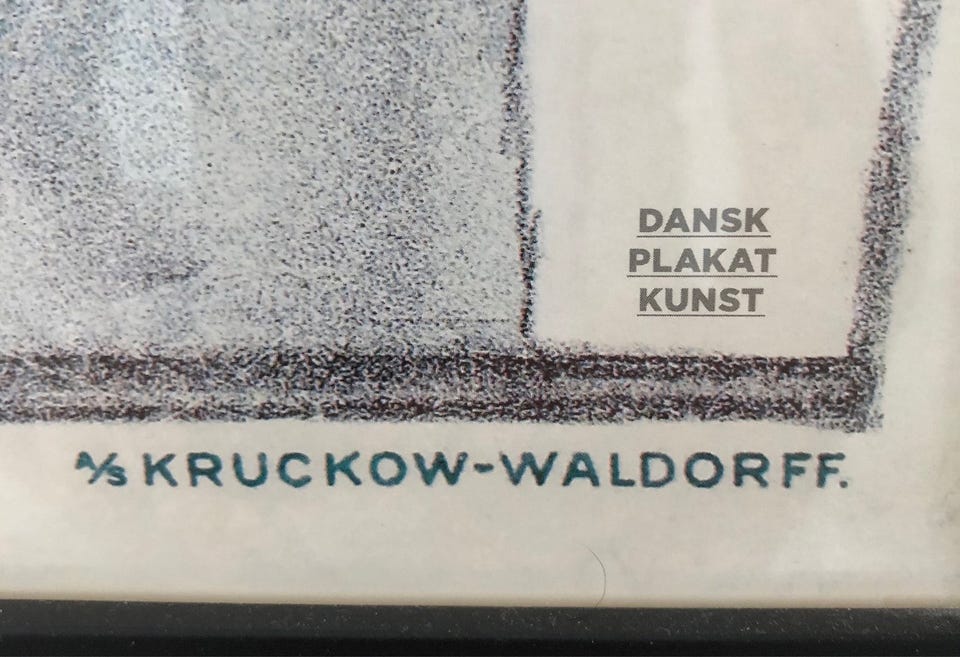 DANSK
PLAKAT
KUNST
A/S KRUCKOW-WALDORFF.